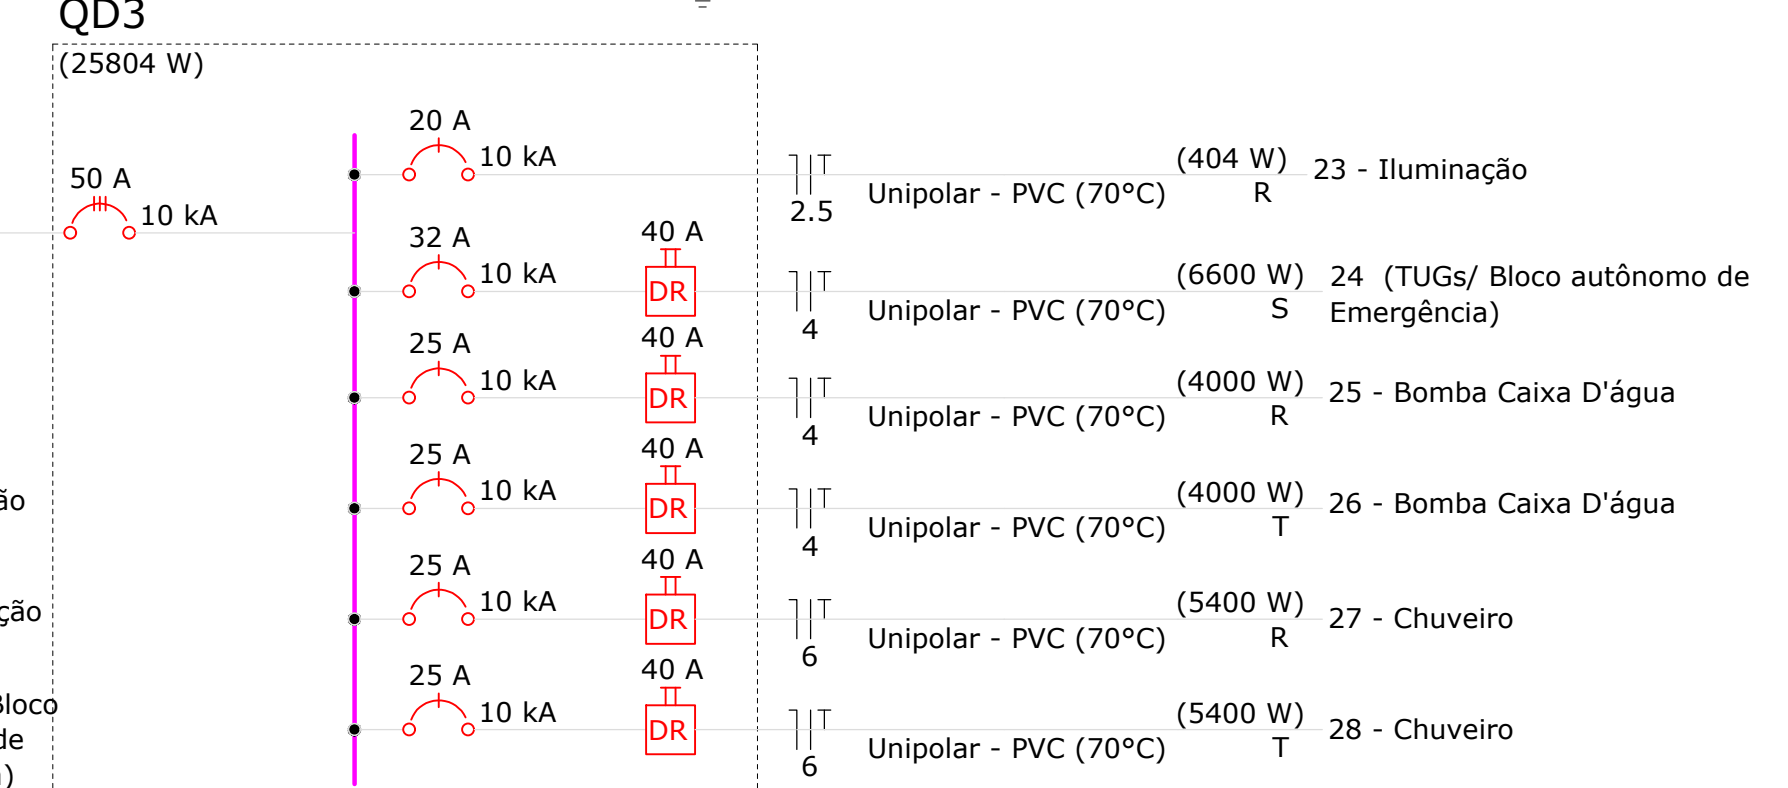 QD3
(25804 W)
50 A
10 kA
20 A
10 kA
2.5
Unipolar - PVC (70°C)
(404 W)
R
23 - Iluminação
32 A
10 kA
40 A
DR
4
Unipolar - PVC (70°C)
(6600 W)
S
24  (TUGs/ Bloco autônomo de
Emergência)
25 A
10 kA
40 A
DR
4
Unipolar - PVC (70°C)
(4000 W)
R
25 - Bomba Caixa D'água
25 A
10 kA
40 A
DR
4
Unipolar - PVC (70°C)
(4000 W)
T
26 - Bomba Caixa D'água
25 A
10 kA
40 A
DR
6
Unipolar - PVC (70°C)
(5400 W)
R
27 - Chuveiro
25 A
10 kA
40 A
DR
6
Unipolar - PVC (70°C)
(5400 W)
T
28 - Chuveiro
ão
ção
Bloco
de